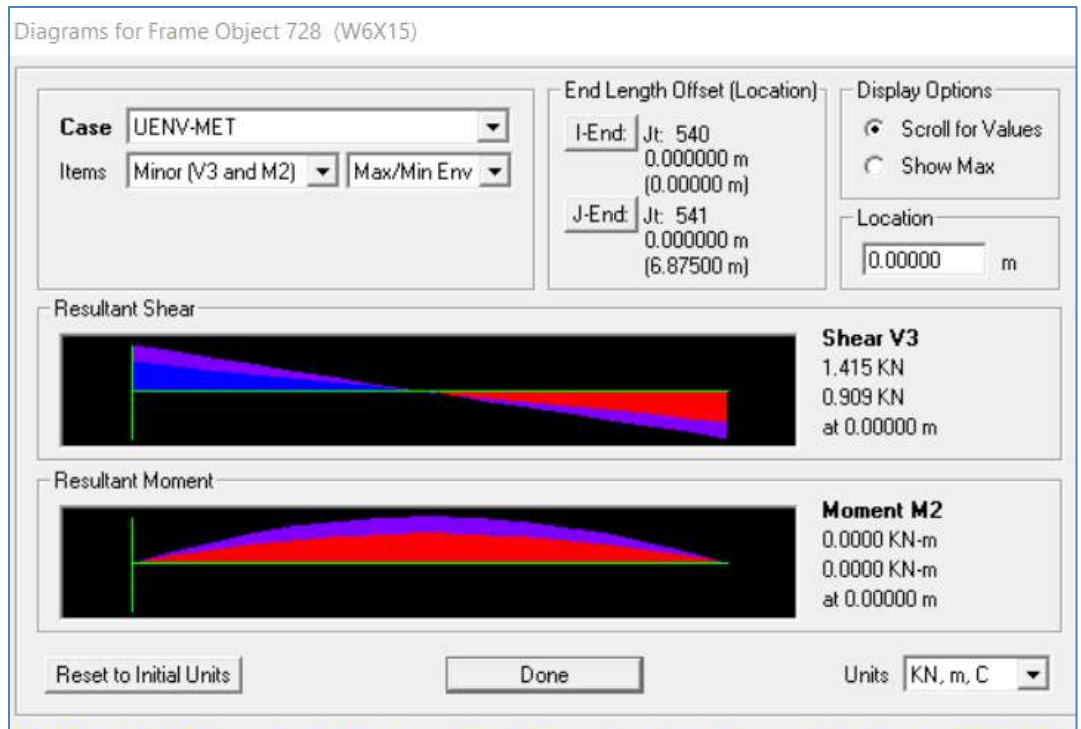 Diagrams for Frame Object 728 (W6X15)
Case UENV-MET
Items Minor (V3 and M2) Max/Min Env
End Length Offset (Location)
I-End: Jt: 540
0.000000 m
(0.00000 m)
J-End: Jt: 541
0.000000 m
(6.87500 m)
Display Options
Scroll for Values
Show Max
Location
0.00000 m
Resultant Shear
Shear V3
1.415 KN
0.909 KN
at 0.00000 m
Resultant Moment
Moment M2
0.0000 KN-m
0.0000 KN-m
at 0.00000 m
Reset to Initial Units Done Units KN, m, C